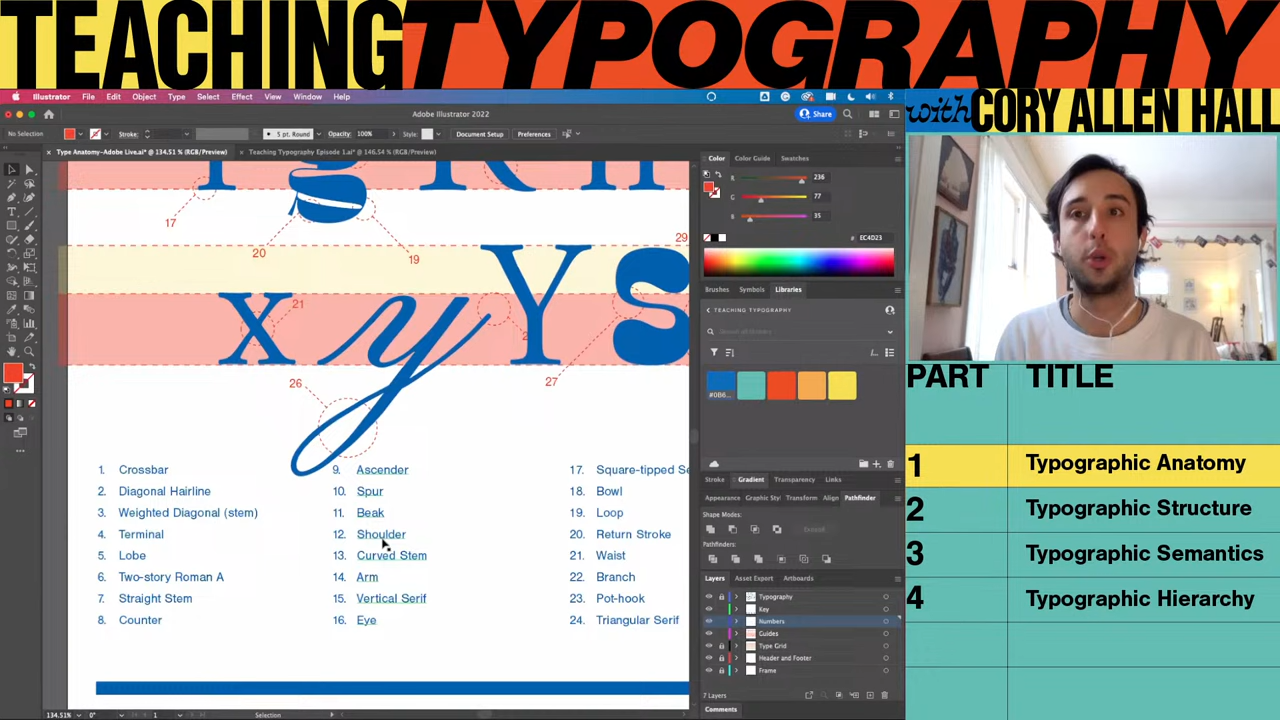 TEACHING TYPOGRAPHY
with CORY ALLEN HALL
Illustrator File Edit Object Type Select Effect View Window Help
Adobe Illustrator 2022
Share
No Selection
Stroke:
5 pt. Round
Opacity: 100%
Style:
Document Setup
Preferences
Type Anatomy-Adobe Live.ai* @ 134.51 % (RGB/Preview)
Teaching Typography Episode 1.ai* @ 146.54 % (RGB/Preview)
17
20
19
29
x y Y S
21
26
27
1. Crossbar
2. Diagonal Hairline
3. Weighted Diagonal (stem)
4. Terminal
5. Lobe
6. Two-story Roman A
7. Straight Stem
8. Counter
9. Ascender
10. Spur
11. Beak
12. Shoulder
13. Curved Stem
14. Arm
15. Vertical Serif
16. Eye
17. Square-tipped Se
18. Bowl
19. Loop
20. Return Stroke
21. Waist
22. Branch
23. Pot-hook
24. Triangular Serif
134.51%
0°
1
Selection
Color Color Guide Swatches
R 236
G 77
B 35
# EC4D23
Brushes Symbols Libraries
TEACHING TYPOGRAPHY
#0B6...
Stroke Gradient Transparency Links
Appearance Graphic Styl Transform Align Pathfinder
Shape Modes:
Pathfinders:
Layers Asset Export Artboards
Typography
Key
Numbers
Guides
Type Grid
Header and Footer
Frame
7 Layers
Comments
PART TITLE
1 Typographic Anatomy
2 Typographic Structure
3 Typographic Semantics
4 Typographic Hierarchy